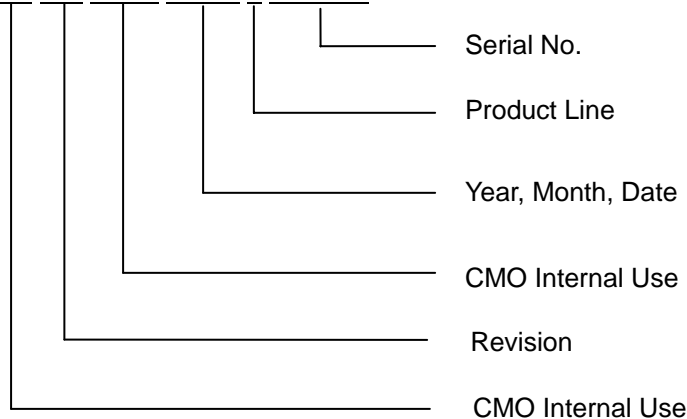 Serial No.
Product Line
Year, Month, Date
CMO Internal Use
Revision
CMO Internal Use